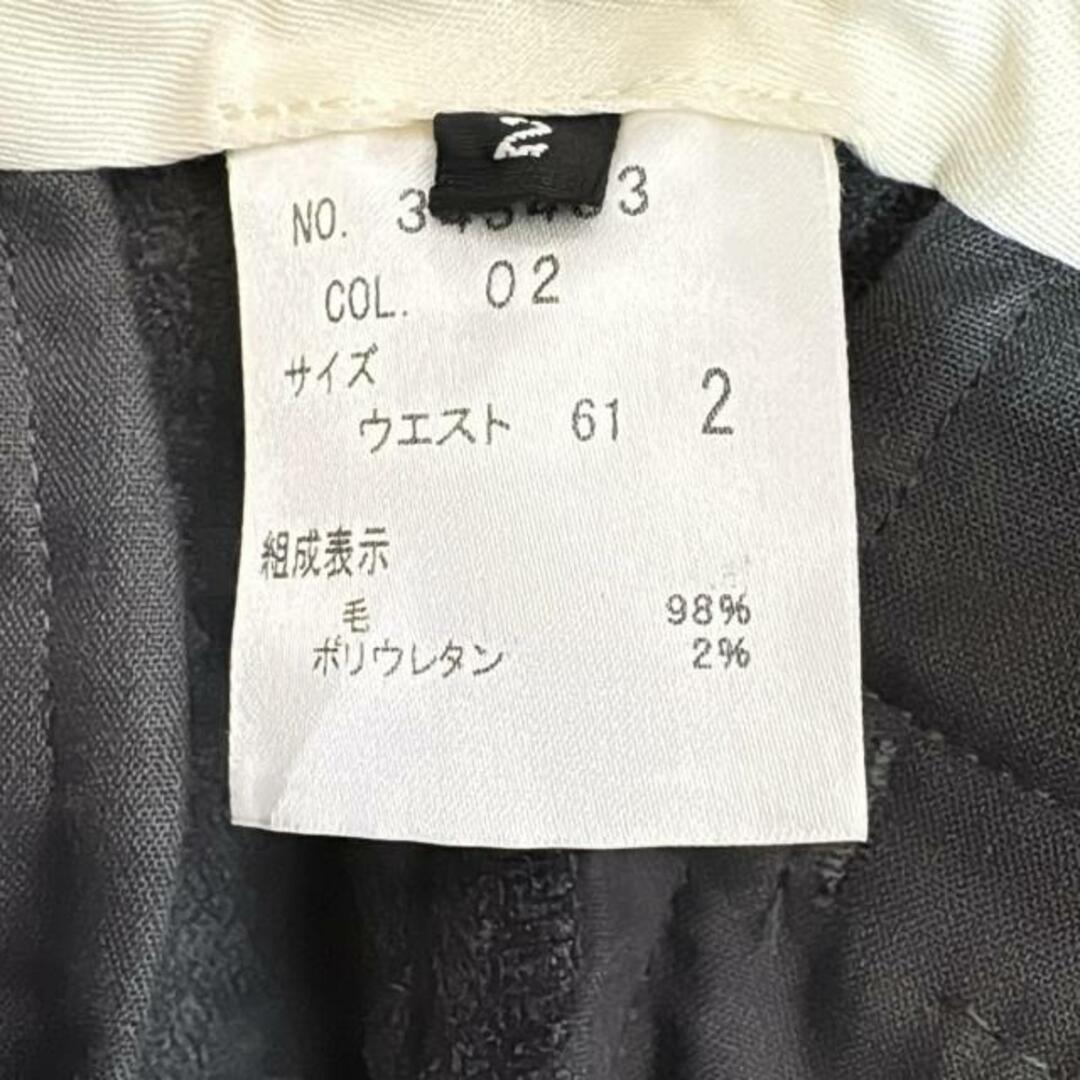 2
NO.
COL. 02
サイズ
ウエスト 61 2
組成表示
毛 98%
ポリウレタン 2%